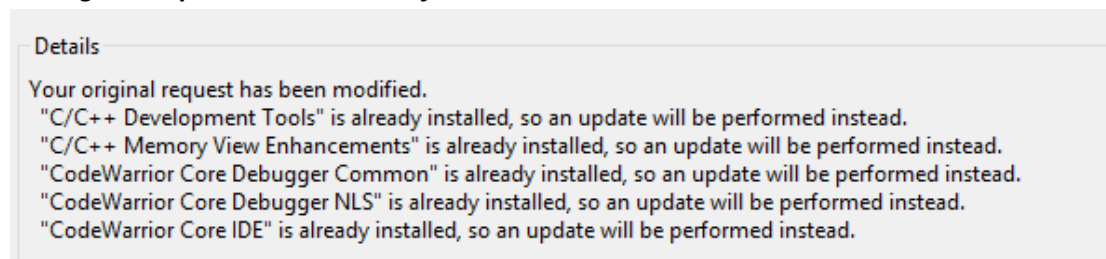 Details
Your original request has been modified.
"C/C++ Development Tools" is already installed, so an update will be performed instead.
"C/C++ Memory View Enhancements" is already installed, so an update will be performed instead.
"CodeWarrior Core Debugger Common" is already installed, so an update will be performed instead.
"CodeWarrior Core Debugger NLS" is already installed, so an update will be performed instead.
"CodeWarrior Core IDE" is already installed, so an update will be performed instead.